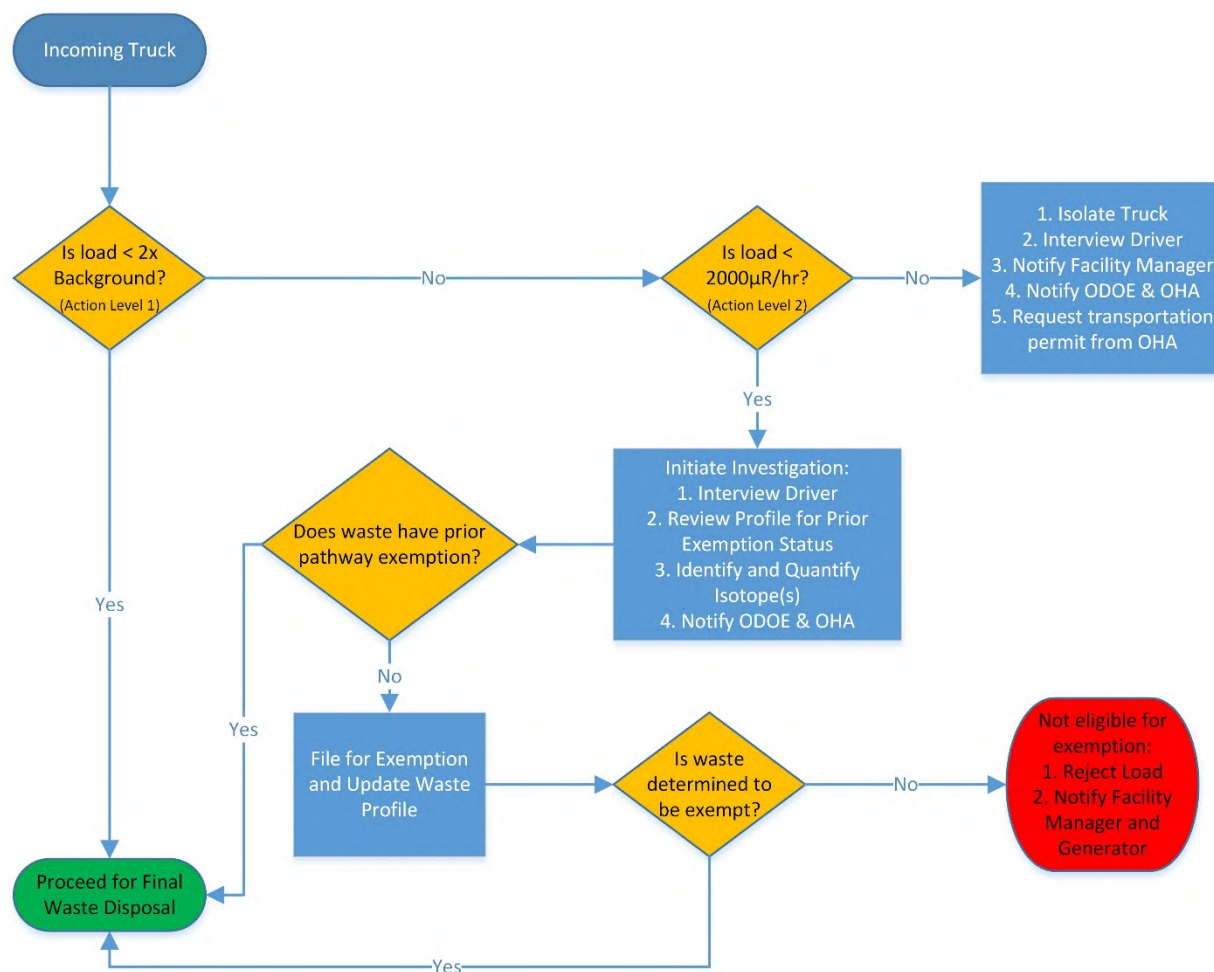 Incoming Truck
Is load < 2x
Background?
(Action Level 1)
No
Is load <
2000µR/hr?
(Action Level 2)
No
1. Isolate Truck
2. Interview Driver
3. Notify Facility Manager
4. Notify ODOE & OHA
5. Request transportation
permit from OHA
Yes
Initiate Investigation:
1. Interview Driver
2. Review Profile for Prior
Exemption Status
3. Identify and Quantify
Isotope(s)
4. Notify ODOE & OHA
Does waste have prior
pathway exemption?
Yes
Yes
No
File for Exemption
and Update Waste
Profile
Is waste
determined to
be exempt?
No
Not eligible for
exemption:
1. Reject Load
2. Notify Facility
Manager and
Generator
Proceed for Final
Waste Disposal
Yes